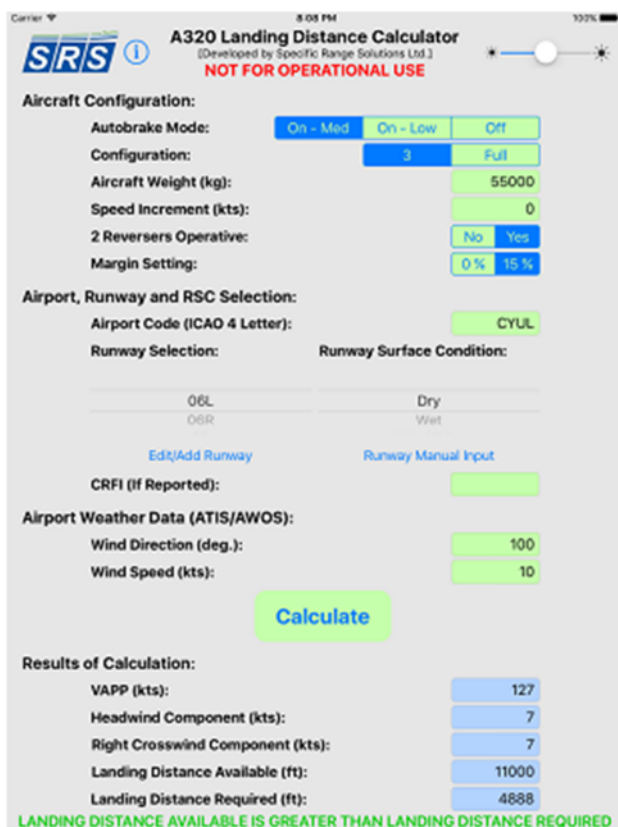 Carrier 8:08 PM 100%
SRS
A320 Landing Distance Calculator
[Developed by Specific Range Solutions Ltd.]
NOT FOR OPERATIONAL USE
Aircraft Configuration:
Autobrake Mode: On - Med On - Low Off
Configuration: 3 Full
Aircraft Weight (kg): 55000
Speed Increment (kts): 0
2 Reversers Operative: No Yes
Margin Setting: 0 % 15 %
Airport, Runway and RSC Selection:
Airport Code (ICAO 4 Letter): CYUL
Runway Selection: Runway Surface Condition:
06L Dry
06R Wet
Edit/Add Runway Runway Manual Input
CRFI (If Reported):
Airport Weather Data (ATIS/AWOS):
Wind Direction (deg.): 100
Wind Speed (kts): 10
Calculate
Results of Calculation:
VAPP (kts): 127
Headwind Component (kts): 7
Right Crosswind Component (kts): 7
Landing Distance Available (ft): 11000
Landing Distance Required (ft): 4888
LANDING DISTANCE AVAILABLE IS GREATER THAN LANDING DISTANCE REQUIRED